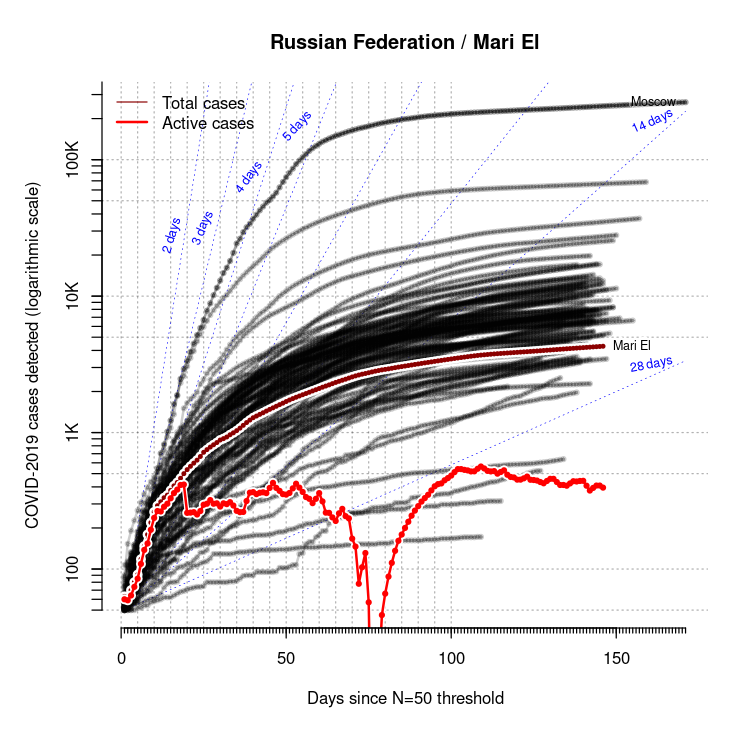 Russian Federation / Mari El
Total cases
Active cases
Moscow
14 days
5 days
4 days
3 days
2 days
Mari El
28 days
COVID-2019 cases detected (logarithmic scale)
100K
10K
1K
100
0
50
100
150
Days since N=50 threshold